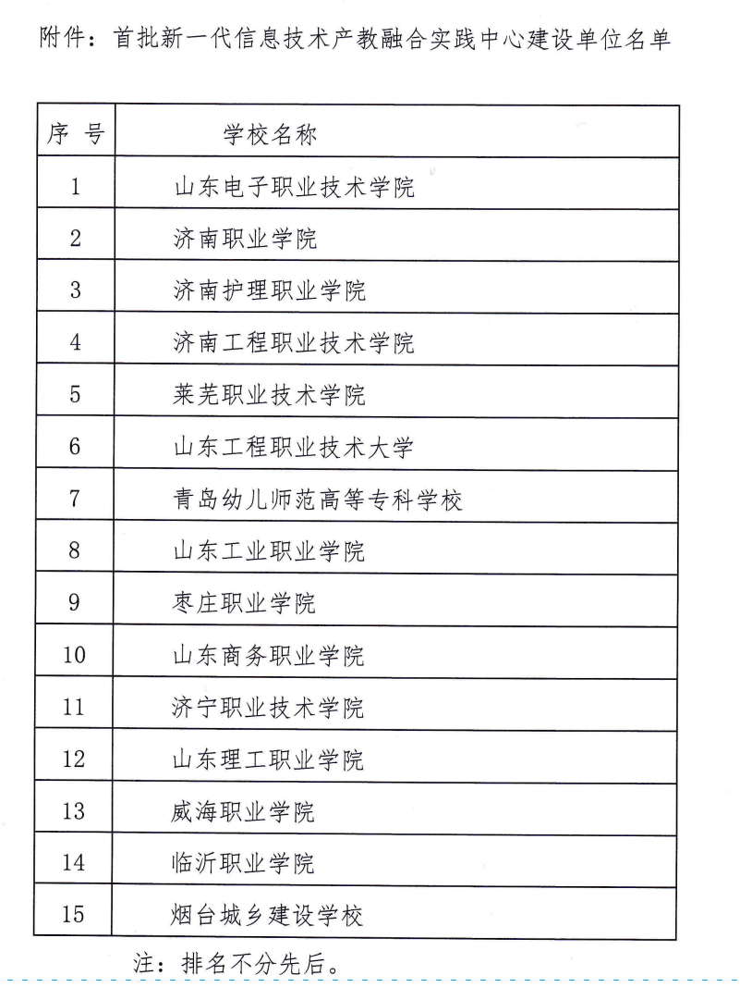 附件：首批新一代信息技术产教融合实践中心建设单位名单
序 号 学校名称
1 山东电子职业技术学院
2 济南职业学院
3 济南护理职业学院
4 济南工程职业技术学院
5 莱芜职业技术学院
6 山东工程职业技术大学
7 青岛幼儿师范高等专科学校
8 山东工业职业学院
9 枣庄职业学院
10 山东商务职业学院
11 济宁职业技术学院
12 山东理工职业学院
13 威海职业学院
14 临沂职业学院
15 烟台城乡建设学校
注：排名不分先后。